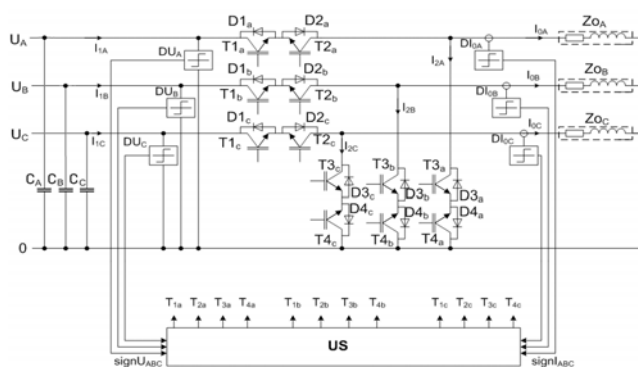 D1a D2a I0A ZoA
UA I1A DUA T1a T2a I2A DI0A
D1b D2b I0B ZoB
UB I1B DUB T1b T2b I2B DI0B
D1c D2c I0C ZoC
UC I1C DUC T1c T2c I2C DI0C
CA CB CC
T3c T3b T3a
D3c D3b D3a
D4c D4b D4a
T4c T4b T4a
0
T1a T2a T3a T4a T1b T2b T3b T4b T1c T2c T3c T4c
US
signUABC signIABC